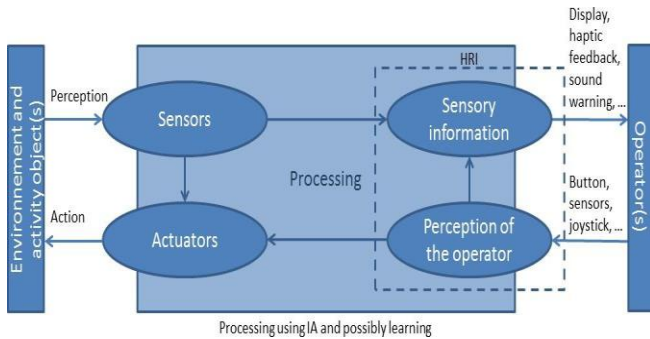 Environnement and
activity object(s)
Perception
Action
Sensors
Actuators
Processing
HRI
Sensory
information
Perception of
the operator
Display,
haptic
feedback,
sound
warning, ...
Button,
sensors,
joystick, ...
Operator(s)
Processing using IA and possibly learning